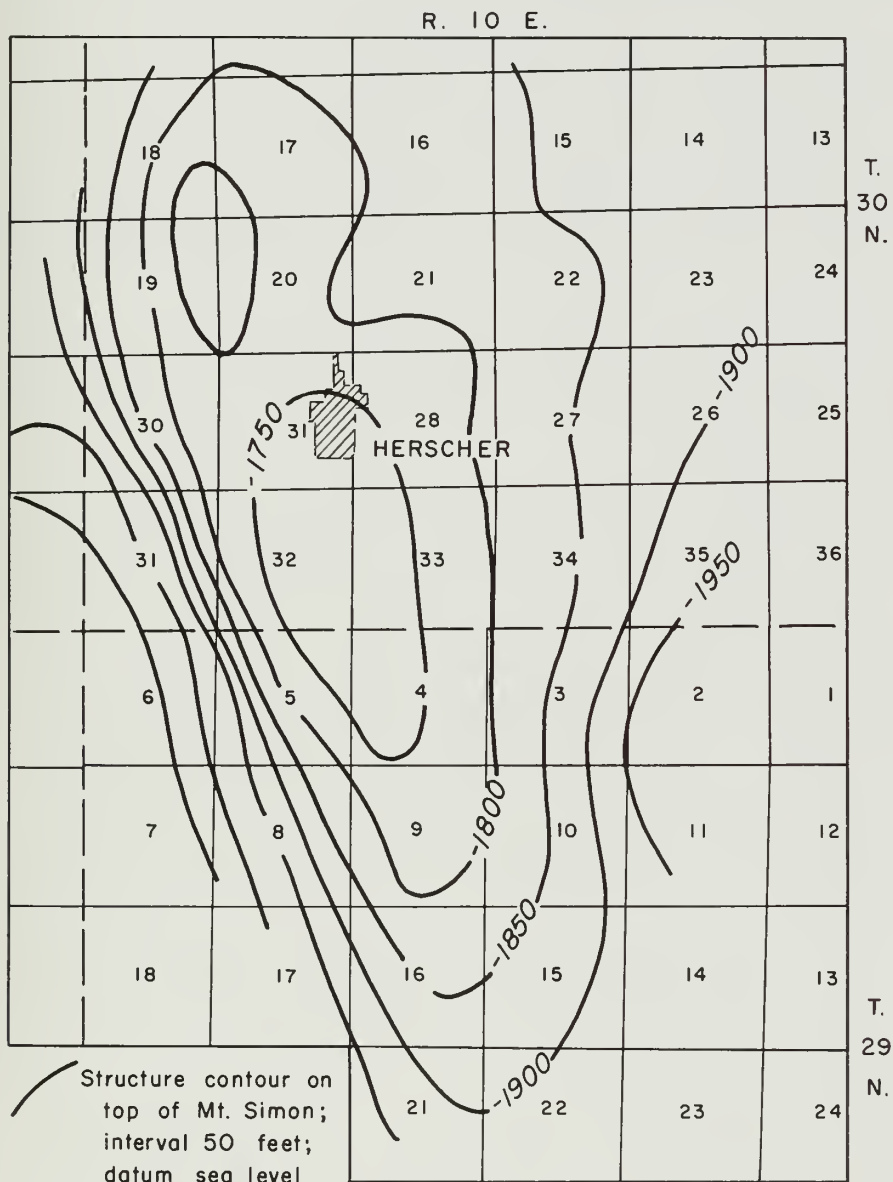 R. 10 E.
18 17 16 15 14 13
T.
30
N.
19 20 21 22 23 24
-1900
30 -1750 31 28 27 26 25
HERSCHER
31 32 33 34 35 36
-1950
6 5 4 3 2 1
7 8 9 -1800 10 11 12
-1850
18 17 16 15 14 13
T.
29
N.
-1900
21 22 23 24
Structure contour on
top of Mt. Simon;
interval 50 feet;
datum sea level